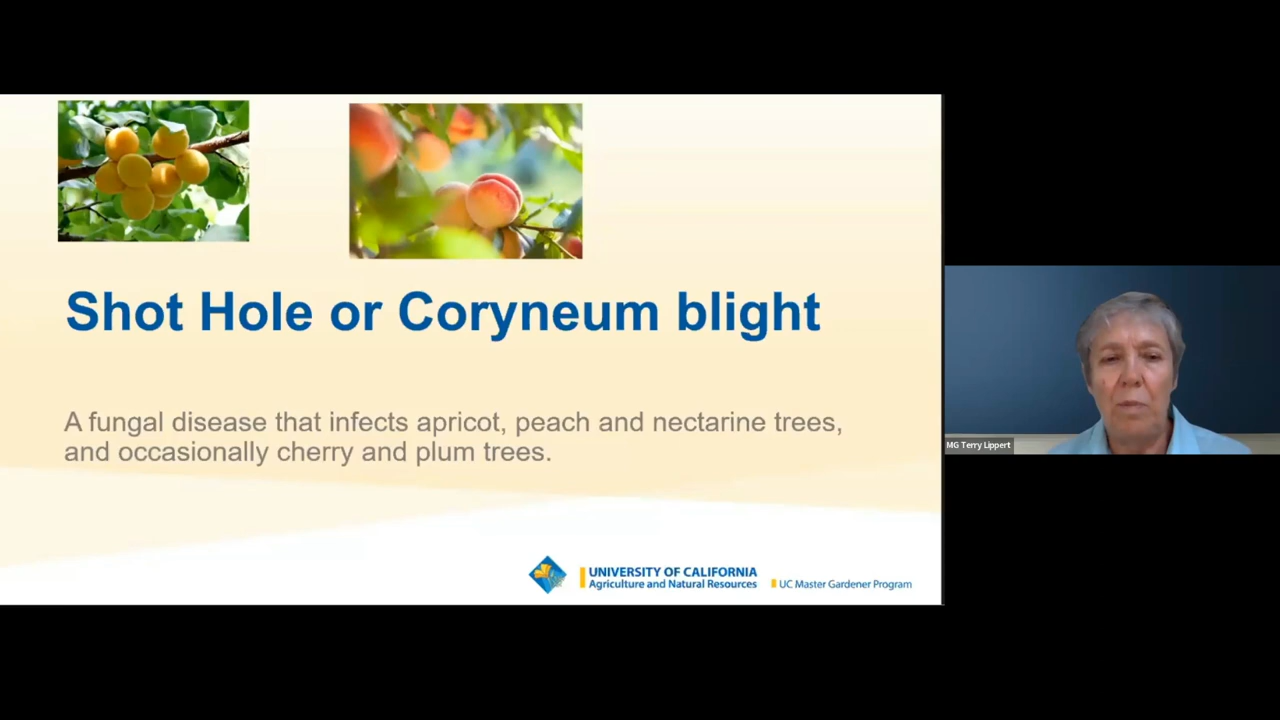 Shot Hole or Coryneum blight
A fungal disease that infects apricot, peach and nectarine trees,
and occasionally cherry and plum trees.
UNIVERSITY OF CALIFORNIA
Agriculture and Natural Resources
UC Master Gardener Program
MG Terry Lippert